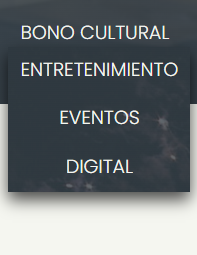 BONO CULTURAL
ENTRETENIMIENTO
EVENTOS
DIGITAL